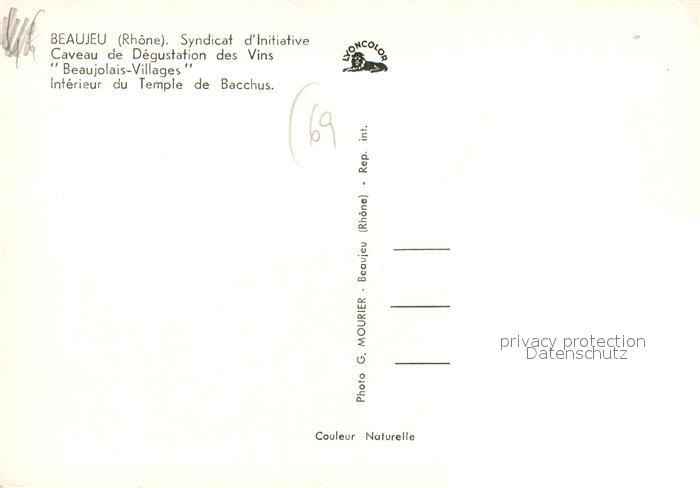 BEAUJEU (Rhône). Syndicat d'Initiative
Caveau de Dégustation des Vins
"Beaujolais-Villages"
Intérieur du Temple de Bacchus.
LYONCOLOR
(69
Photo G. MOURIER - Beaujeu (Rhône) - Rep. int.
privacy protection
Datenschutz
Couleur Naturelle